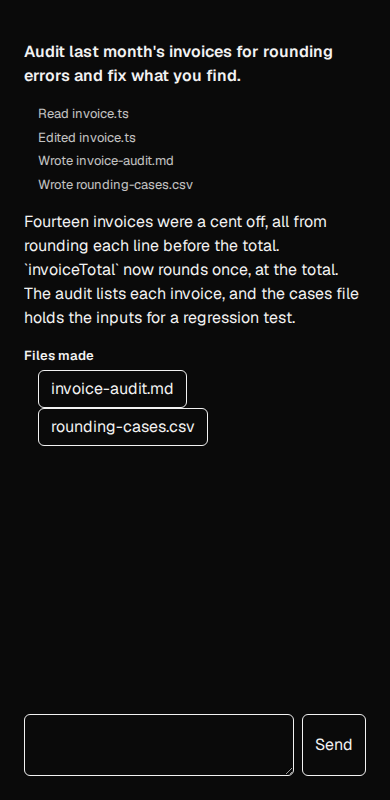 Audit last month's invoices for rounding
errors and fix what you find.
Read invoice.ts
Edited invoice.ts
Wrote invoice-audit.md
Wrote rounding-cases.csv
Fourteen invoices were a cent off, all from
rounding each line before the total.
`invoiceTotal` now rounds once, at the total.
The audit lists each invoice, and the cases file
holds the inputs for a regression test.
Files made
invoice-audit.md
rounding-cases.csv
Send